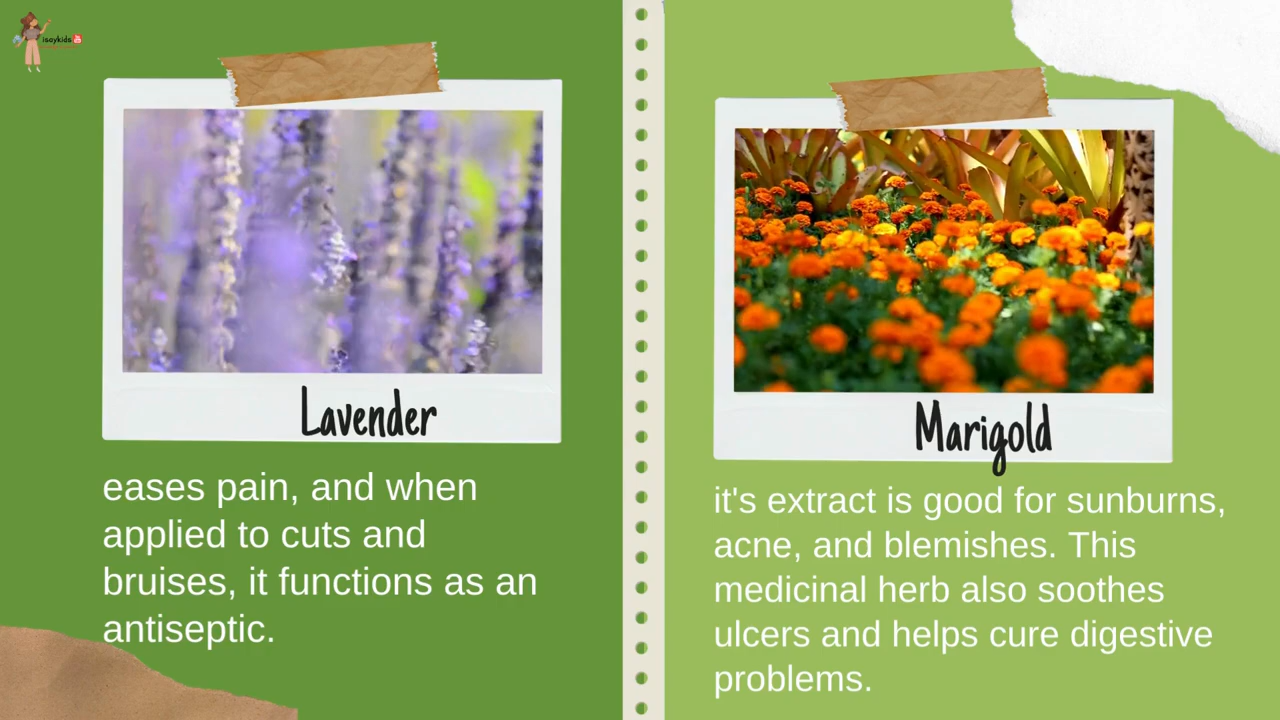 isaykids
Lavender
eases pain, and when
applied to cuts and
bruises, it functions as an
antiseptic.
Marigold
it's extract is good for sunburns,
acne, and blemishes. This
medicinal herb also soothes
ulcers and helps cure digestive
problems.